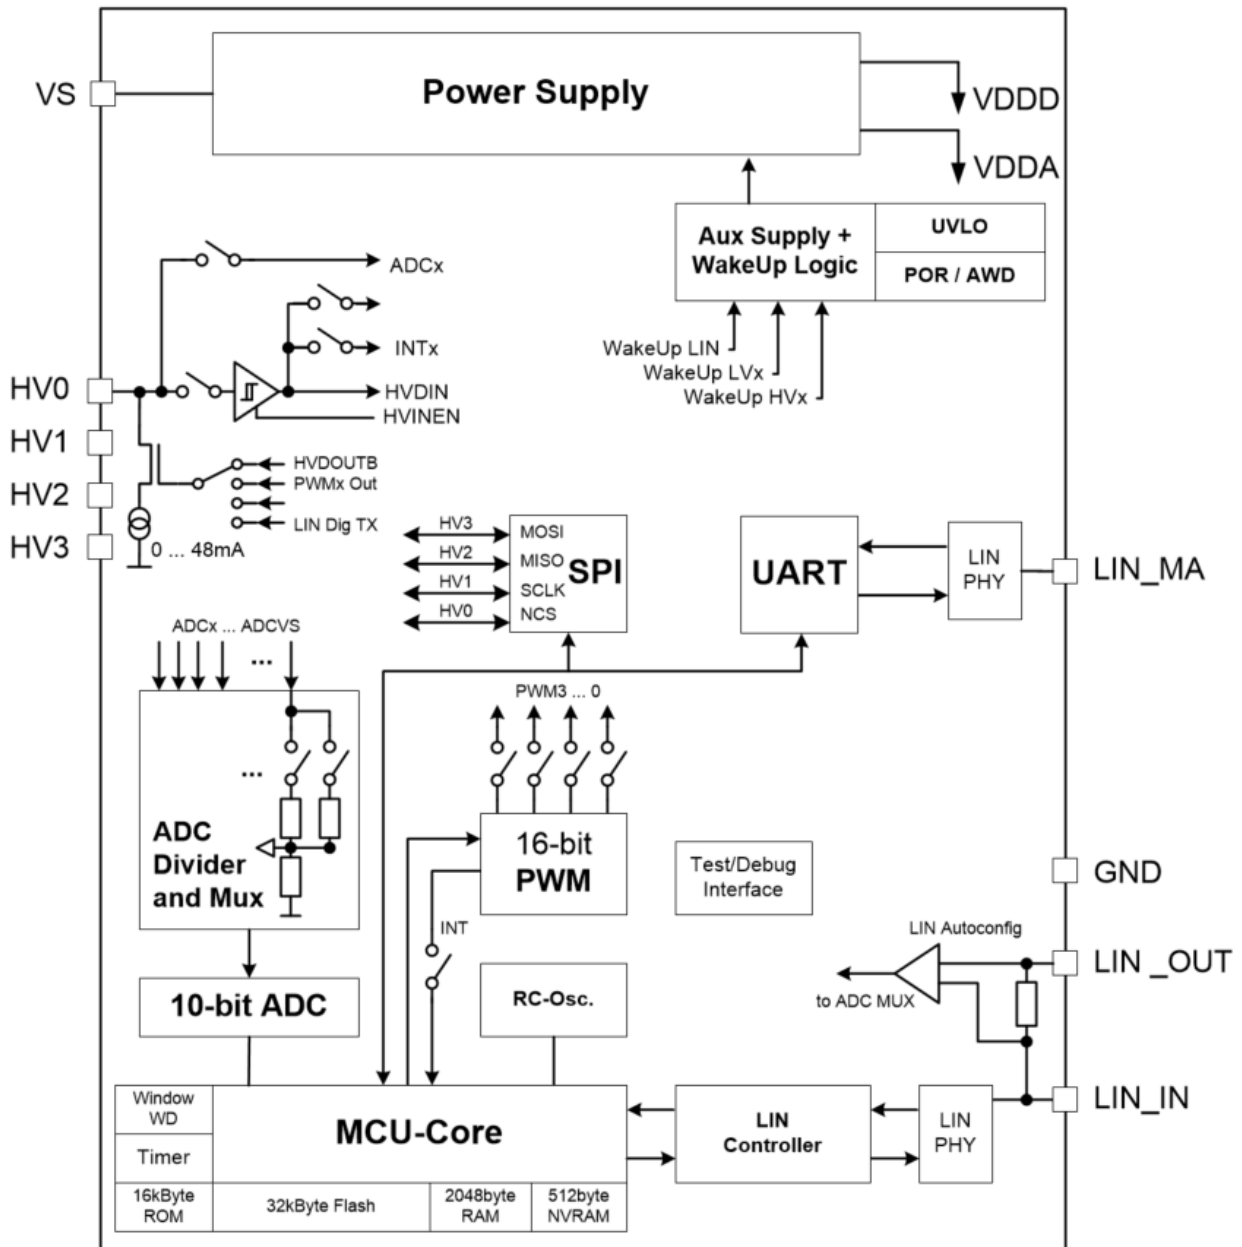 VS
Power Supply
VDDD
VDDA
Aux Supply +
WakeUp Logic
UVLO
POR / AWD
WakeUp LIN
WakeUp LVx
WakeUp HVx
ADCx
INTx
HVDIN
HVINEN
HV0
HV1
HV2
HV3
HVDOUTB
PWMx Out
LIN Dig TX
0 ... 48mA
HV3
HV2
HV1
HV0
MOSI
MISO
SCLK
NCS
SPI
UART
LIN
PHY
LIN_MA
ADCx ... ADCVS
...
...
ADC
Divider
and Mux
PWM3 ... 0
16-bit
PWM
INT
Test/Debug
Interface
GND
LIN Autoconfig
LIN _OUT
to ADC MUX
10-bit ADC
RC-Osc.
LIN_IN
Window
WD
Timer
MCU-Core
LIN
Controller
LIN
PHY
16kByte
ROM
32kByte Flash
2048byte
RAM
512byte
NVRAM